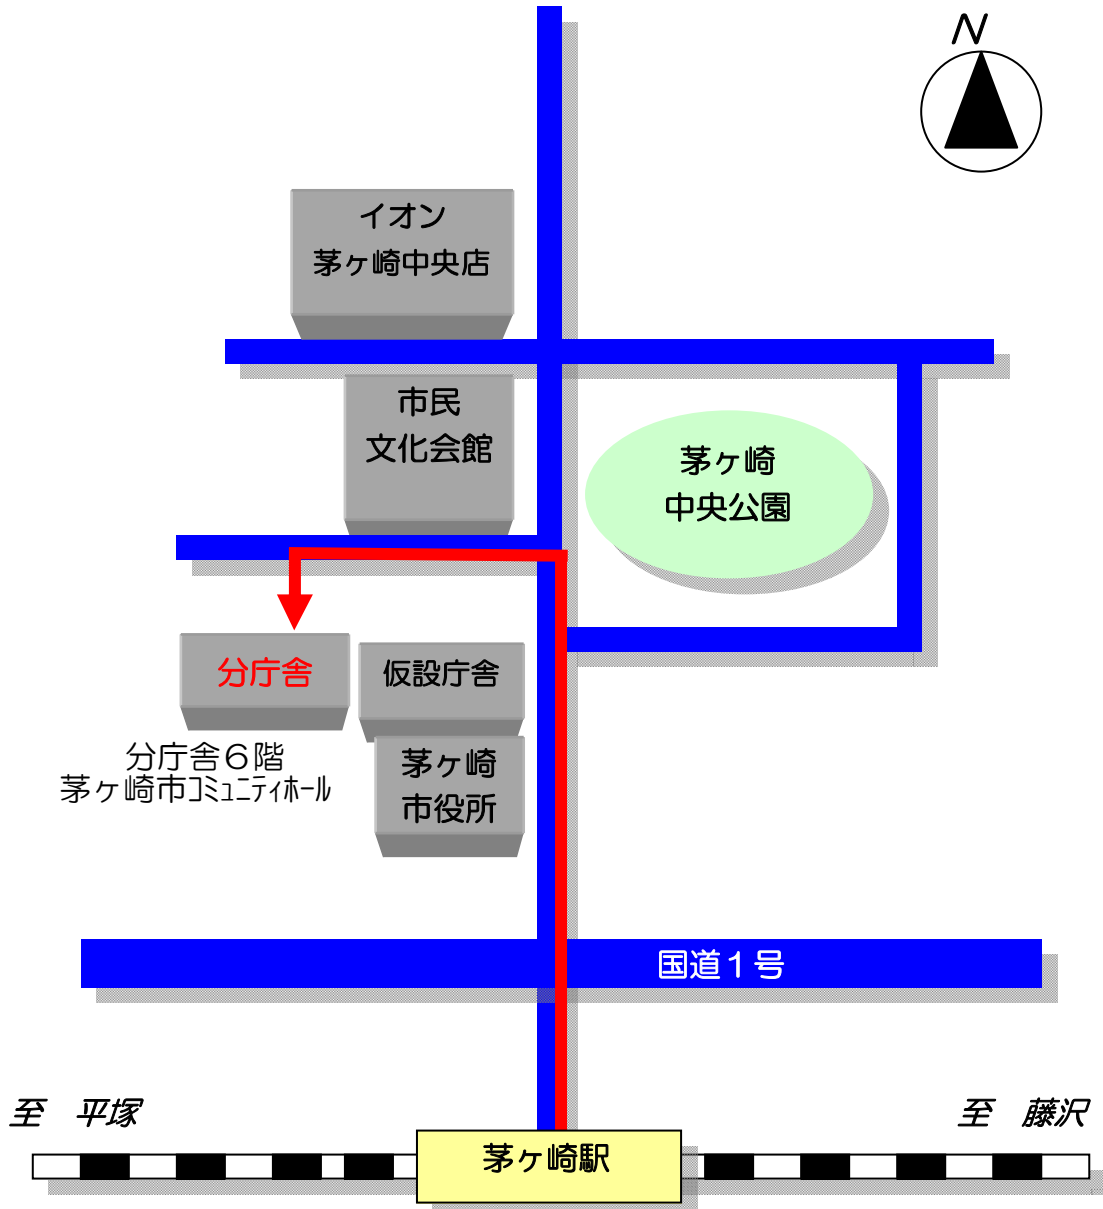 N
イオン
茅ヶ崎中央店
市民
文化会館
茅ヶ崎
中央公園
分庁舎
仮設庁舎
分庁舎６階
茅ヶ崎市ｺﾐｭﾆﾃｨﾎｰﾙ
茅ヶ崎
市役所
国道１号
至　平塚
至　藤沢
茅ヶ崎駅